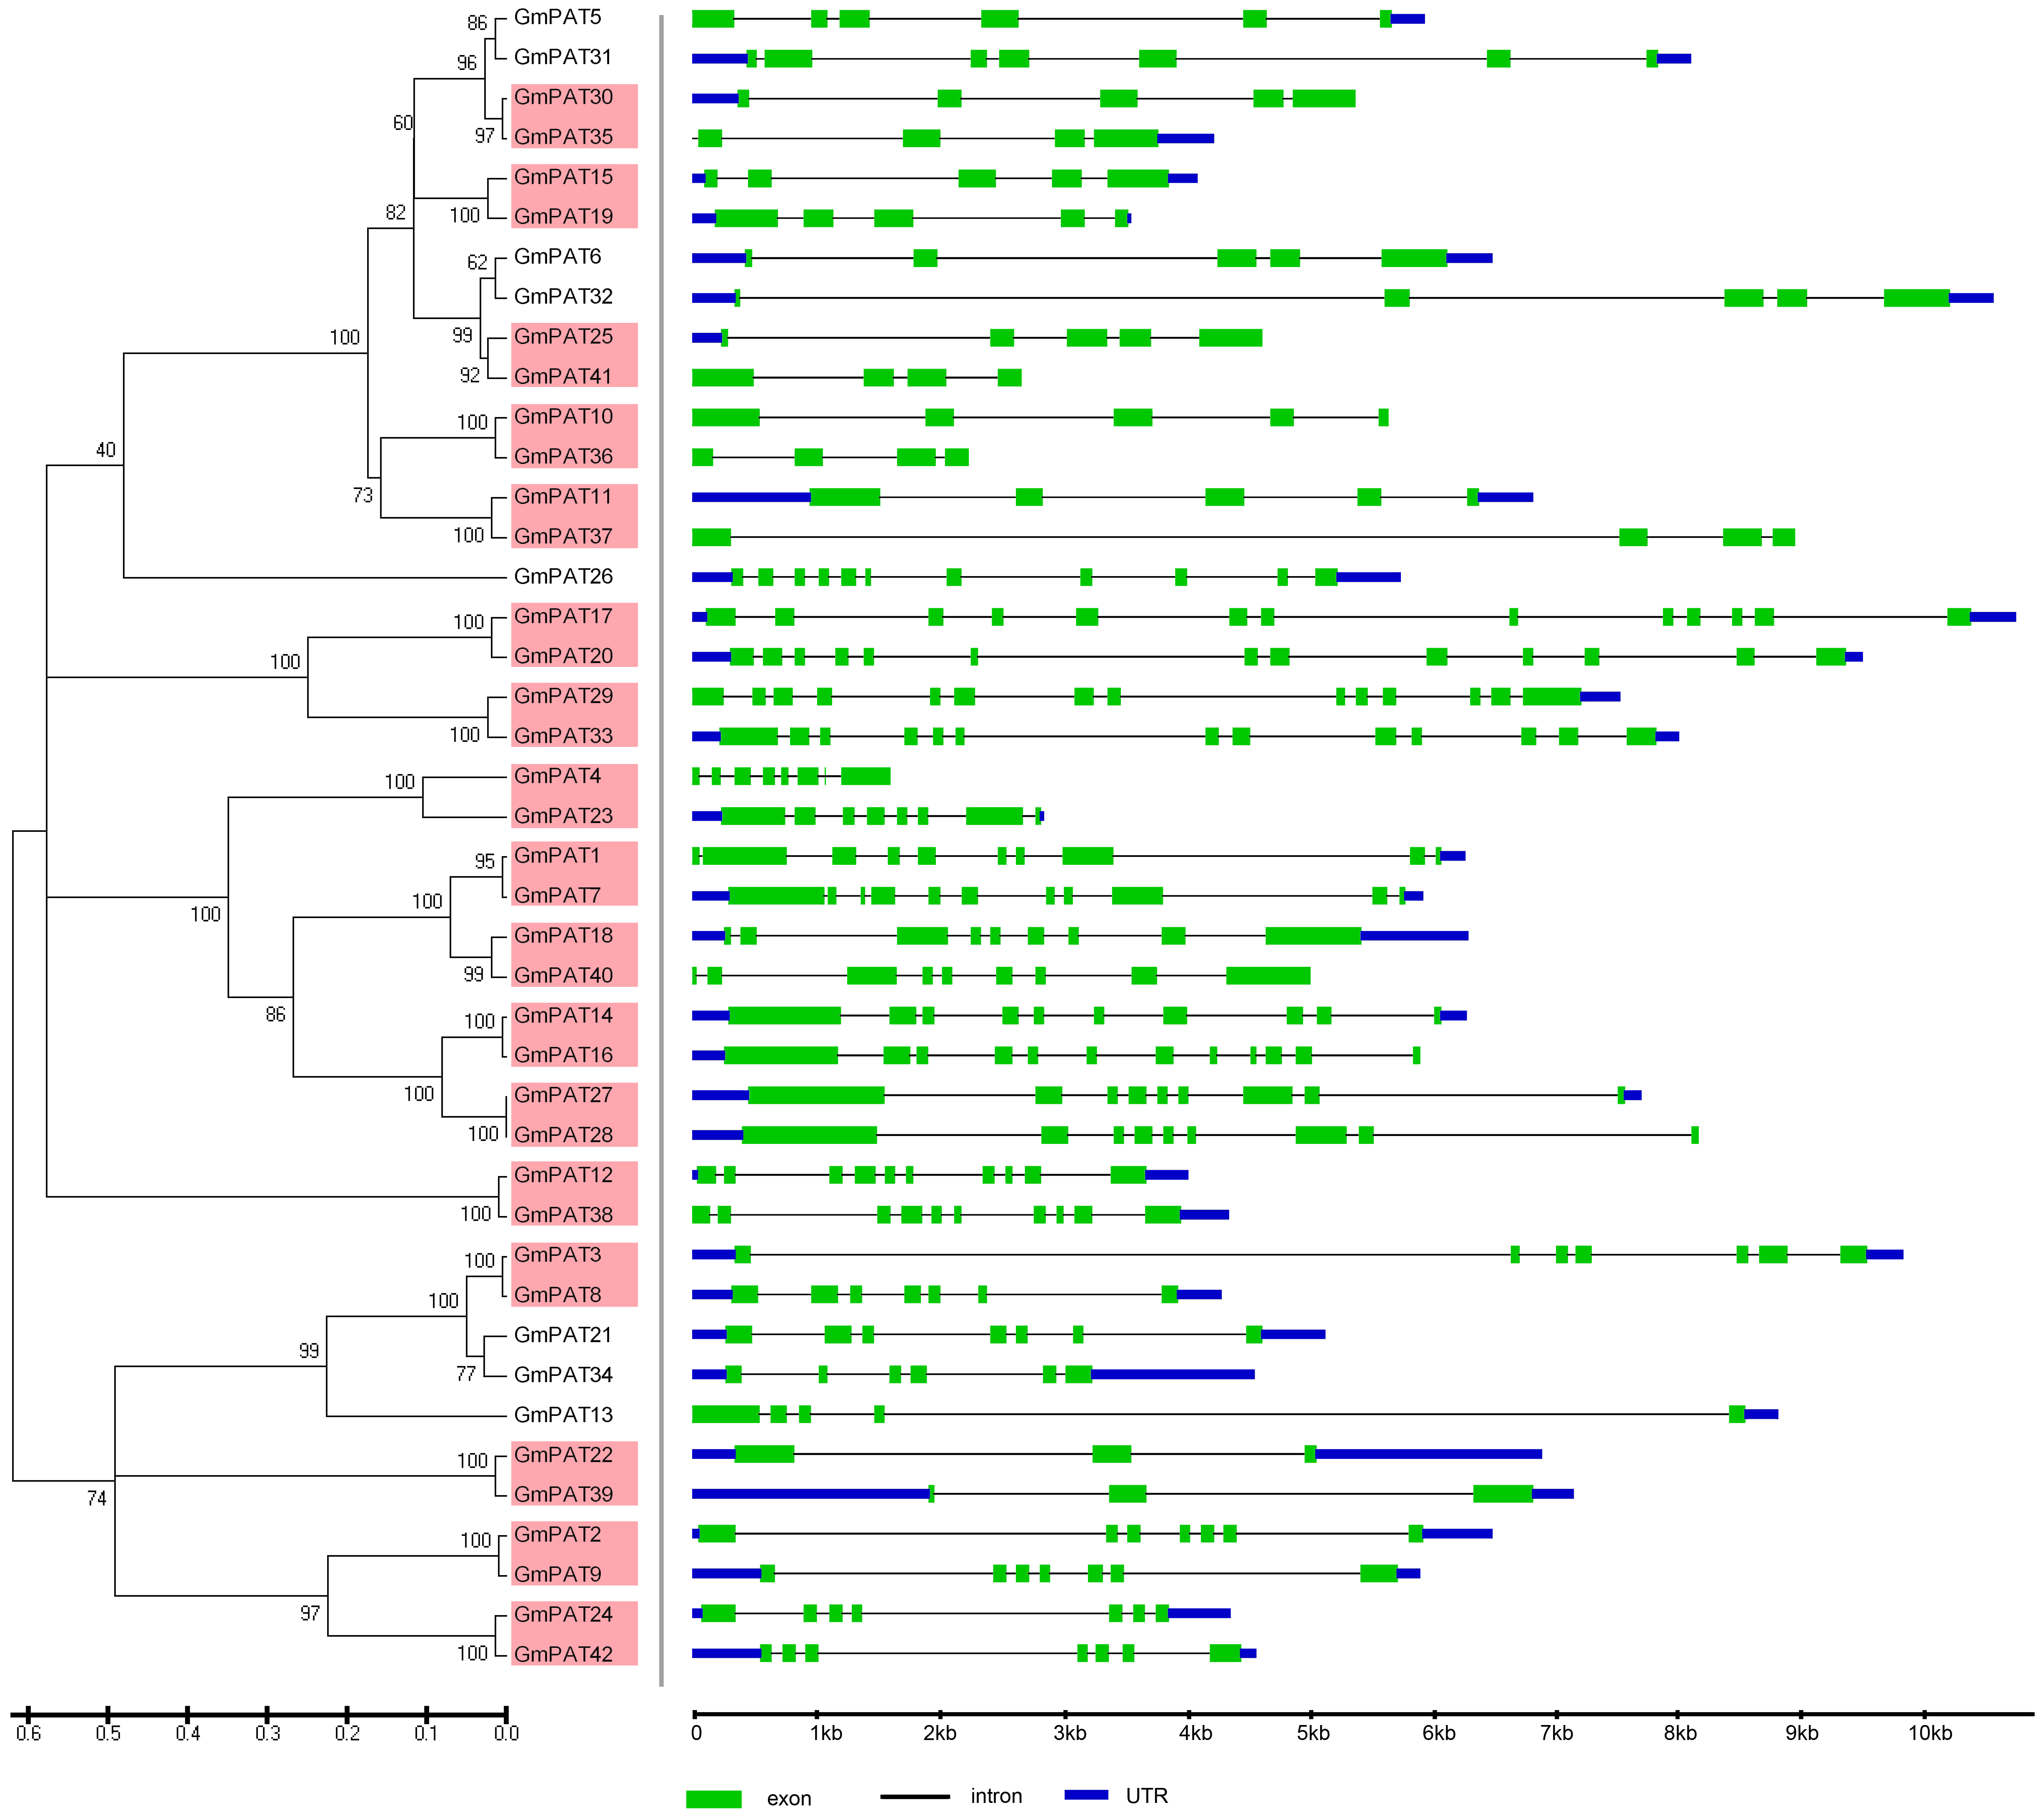 GmPAT5
86
GmPAT31
96
GmPAT30
60
GmPAT35
97
GmPAT15
82
GmPAT19
100
GmPAT6
62
GmPAT32
99
GmPAT25
100
92
GmPAT41
100
GmPAT10
40
GmPAT36
73
GmPAT11
100
GmPAT37
GmPAT26
100
GmPAT17
100
GmPAT20
GmPAT29
100
GmPAT33
100
GmPAT4
GmPAT23
95
GmPAT1
100
GmPAT7
100
GmPAT18
99
GmPAT40
86
100
GmPAT14
GmPAT16
100
GmPAT27
100
GmPAT28
GmPAT12
100
GmPAT38
100
GmPAT3
100
GmPAT8
99
GmPAT21
77
GmPAT34
GmPAT13
100
GmPAT22
74
GmPAT39
100
GmPAT2
GmPAT9
97
GmPAT24
100
GmPAT42
0.6 0.5 0.4 0.3 0.2 0.1 0.0
0 1kb 2kb 3kb 4kb 5kb 6kb 7kb 8kb 9kb 10kb
exon intron UTR